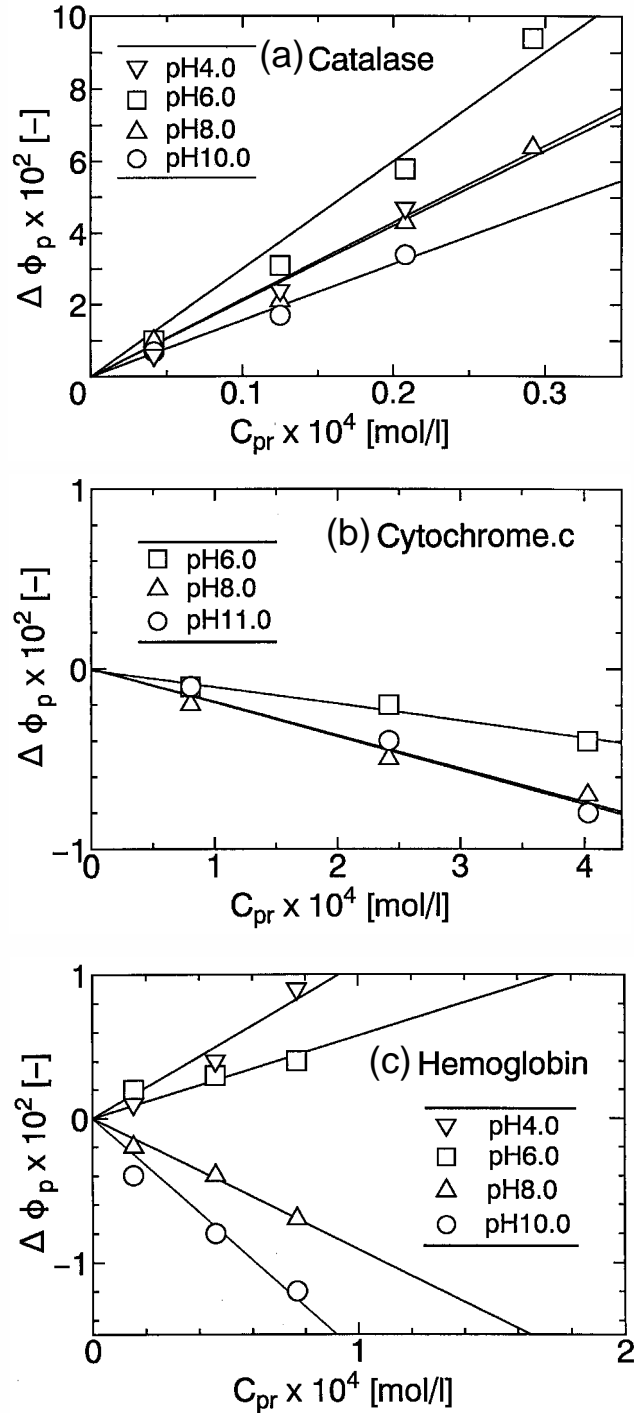 10
8
6
4
2
0
Δ ϕp x 10² [-]
(a) Catalase
pH4.0
pH6.0
pH8.0
pH10.0
0.1
0.2
0.3
Cpr x 10⁴ [mol/l]
1
0
−1
Δ ϕp x 10² [-]
(b) Cytochrome.c
pH6.0
pH8.0
pH11.0
0
1
2
3
4
Cpr x 10⁴ [mol/l]
1
0
-1
Δ ϕp x 10² [-]
(c) Hemoglobin
pH4.0
pH6.0
pH8.0
pH10.0
0
1
2
Cpr x 10⁴ [mol/l]